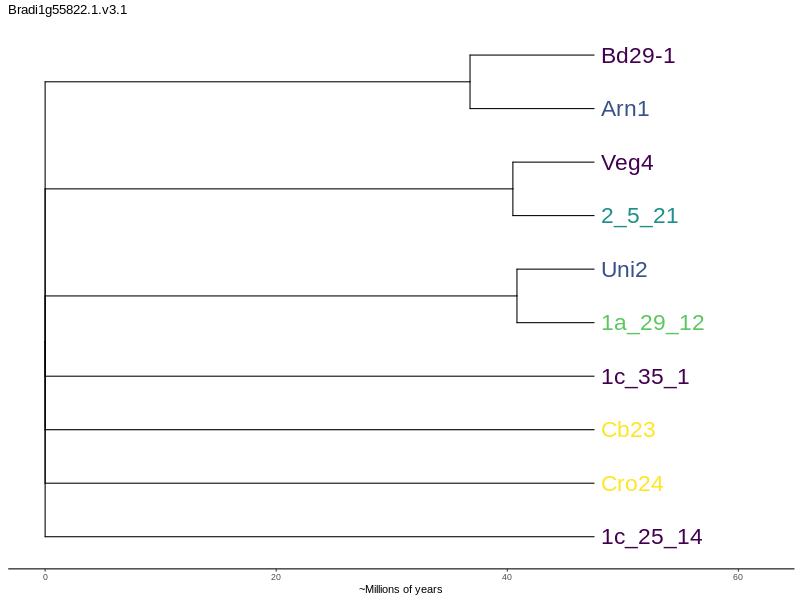 Bradi1g55822.1.v3.1
Bd29-1
Arn1
Veg4
2_5_21
Uni2
1a_29_12
1c_35_1
Cb23
Cro24
1c_25_14
0 20 40 60
~Millions of years